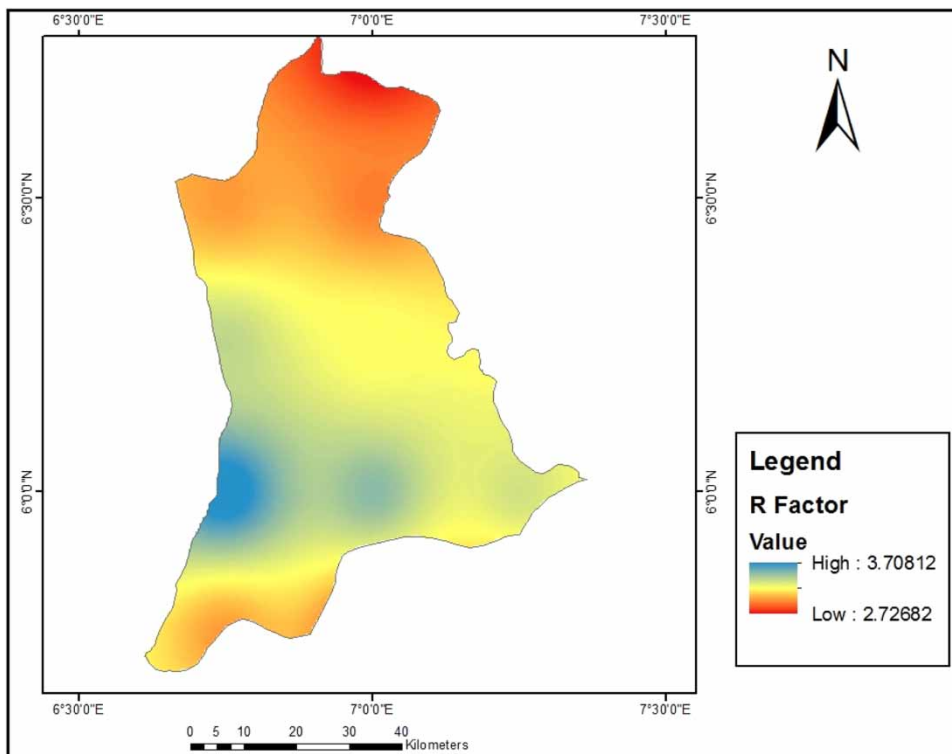 6°30'0"E 7°0'0"E 7°30'0"E
N
6°30'0"N 6°30'0"N
6°0'0"N 6°0'0"N
Legend
R Factor
Value
High : 3.70812
Low : 2.72682
6°30'0"E 7°0'0"E 7°30'0"E
0 5 10 20 30 40
Kilometers